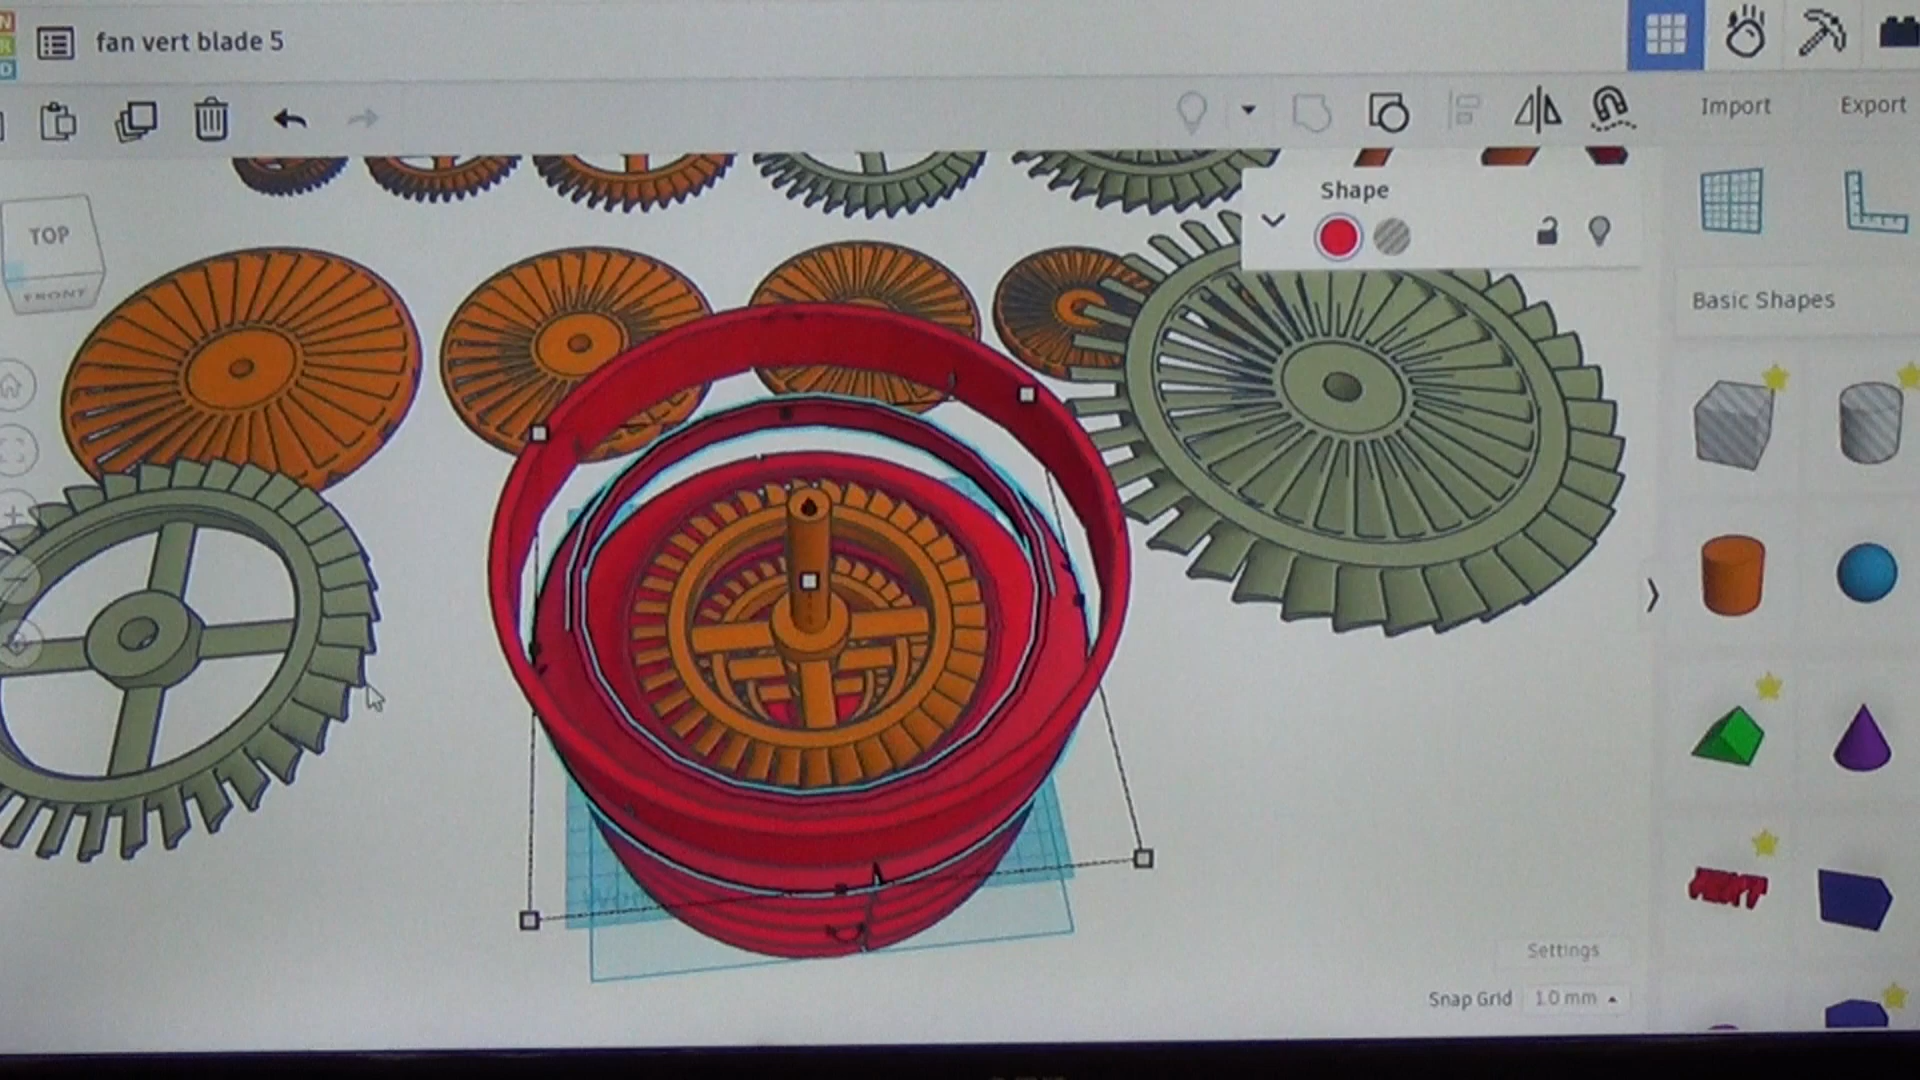 fan vert blade 5
Import
Export
TOP
FRONT
Shape
Basic Shapes
Settings
Snap Grid
1.0 mm